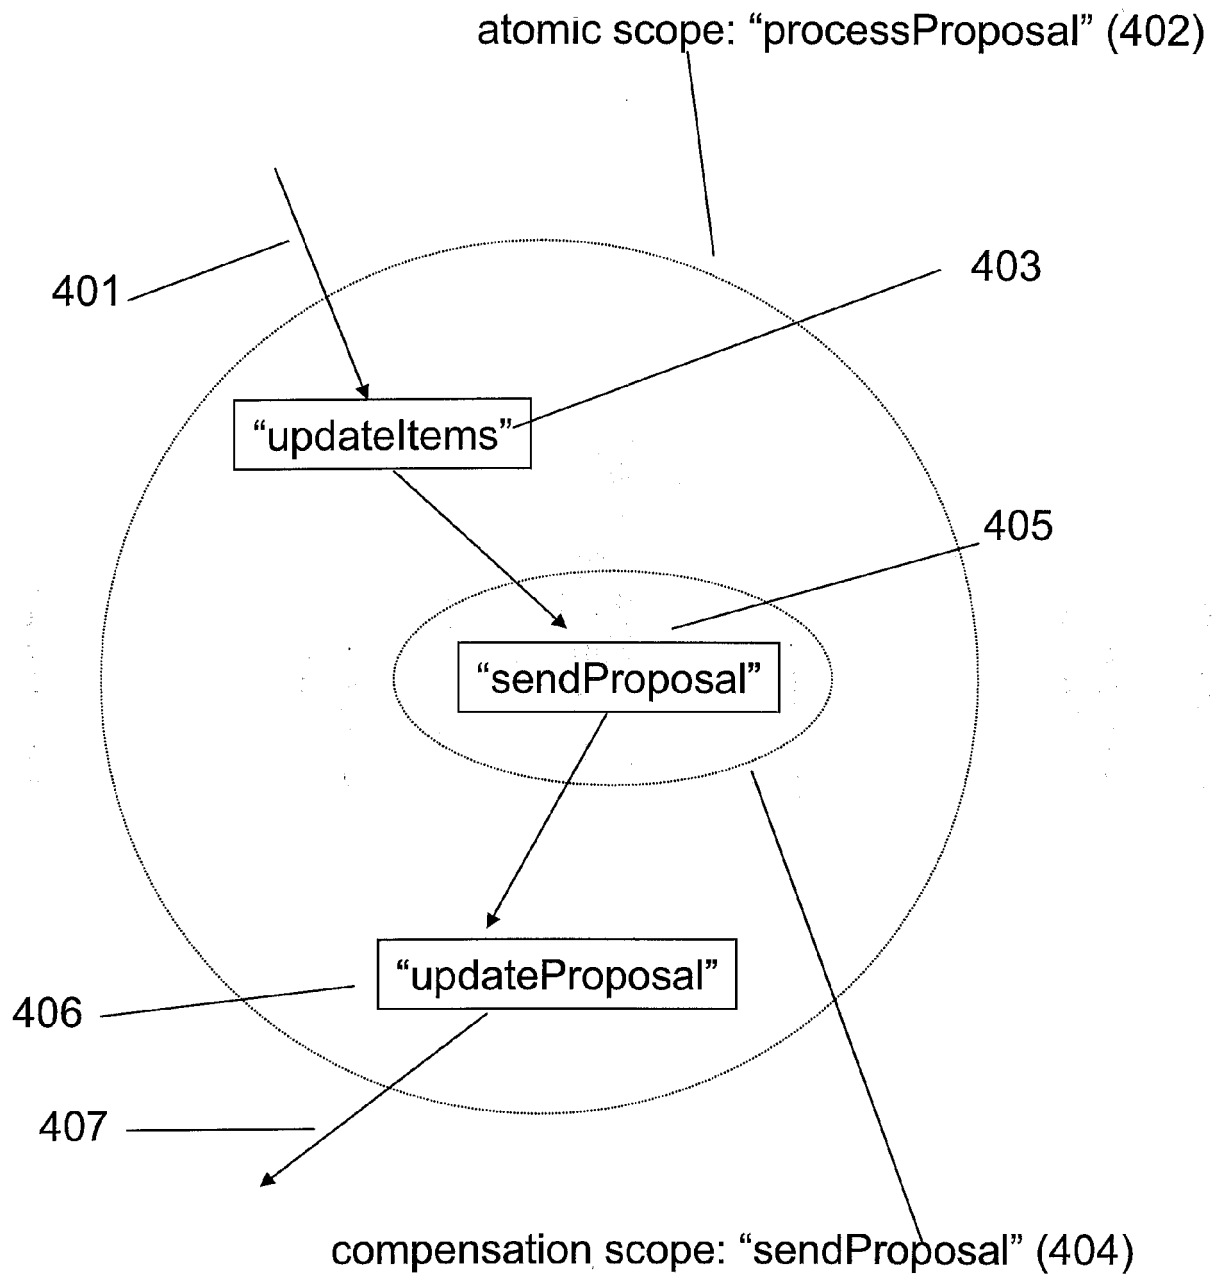 atomic scope: “processProposal” (402)
401
403
“updateItems”
405
“sendProposal”
“updateProposal”
406
407
compensation scope: “sendProposal” (404)